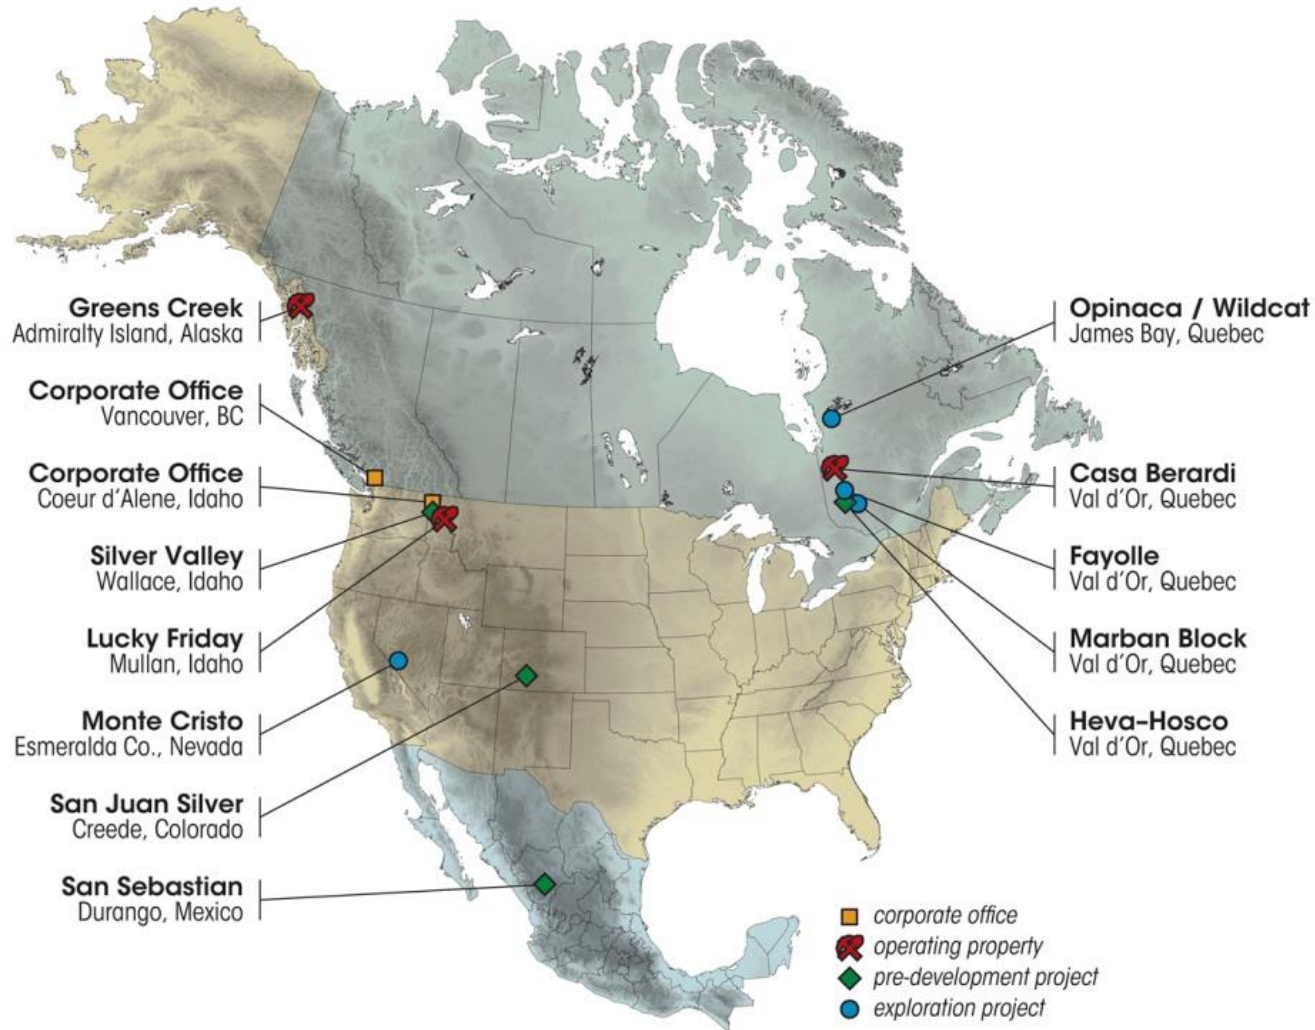 Greens Creek
Admiralty Island, Alaska
Corporate Office
Vancouver, BC
Corporate Office
Coeur d'Alene, Idaho
Silver Valley
Wallace, Idaho
Lucky Friday
Mullan, Idaho
Monte Cristo
Esmeralda Co., Nevada
San Juan Silver
Creede, Colorado
San Sebastian
Durango, Mexico
Opinaca / Wildcat
James Bay, Quebec
Casa Berardi
Val d'Or, Quebec
Fayolle
Val d'Or, Quebec
Marban Block
Val d'Or, Quebec
Heva-Hosco
Val d'Or, Quebec
corporate office
operating property
pre-development project
exploration project